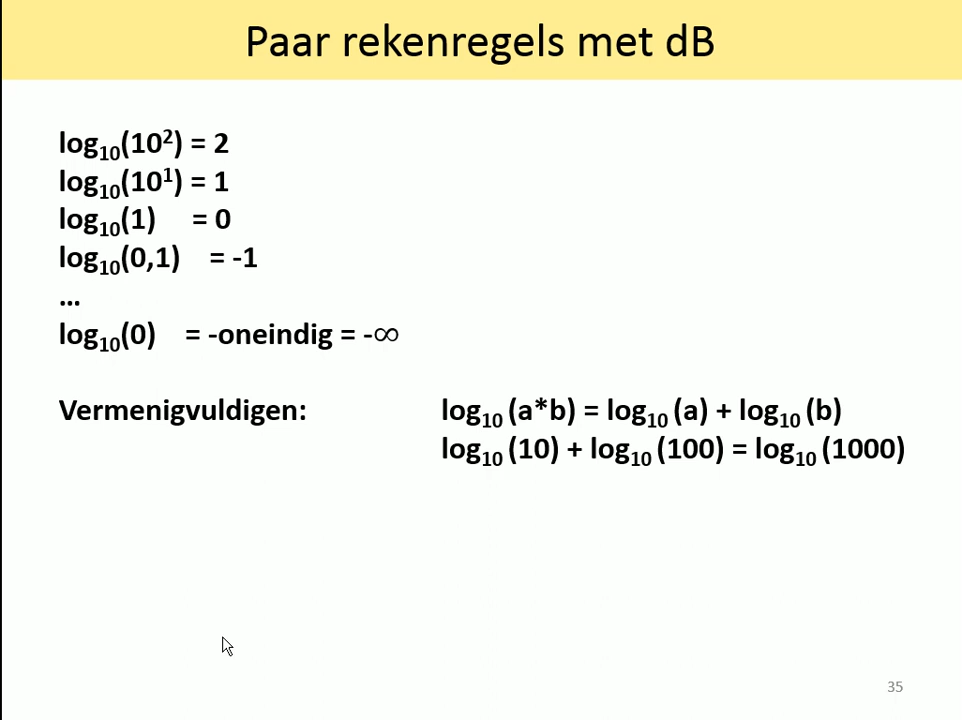 Paar rekenregels met dB
log₁₀(10²) = 2
log₁₀(10¹) = 1
log₁₀(1) = 0
log₁₀(0,1) = -1
...
log₁₀(0) = -oneindig = -∞
Vermenigvuldigen: log₁₀ (a*b) = log₁₀ (a) + log₁₀ (b)
log₁₀ (10) + log₁₀ (100) = log₁₀ (1000)
35